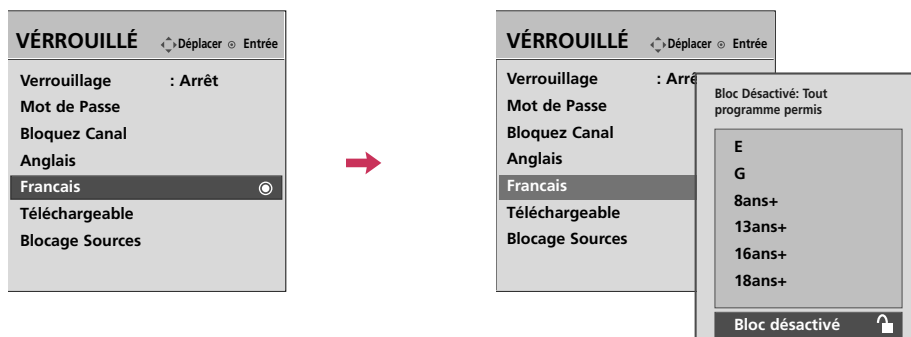 VÉRROUILLÉ Déplacer Entrée
Verrouillage : Arrêt
Mot de Passe
Bloquez Canal
Anglais
Francais
Téléchargeable
Blocage Sources
VÉRROUILLÉ Déplacer Entrée
Verrouillage : Arrê
Mot de Passe
Bloquez Canal
Anglais
Francais
Téléchargeable
Blocage Sources
Bloc Désactivé: Tout
programme permis
E
G
8ans+
13ans+
16ans+
18ans+
Bloc désactivé